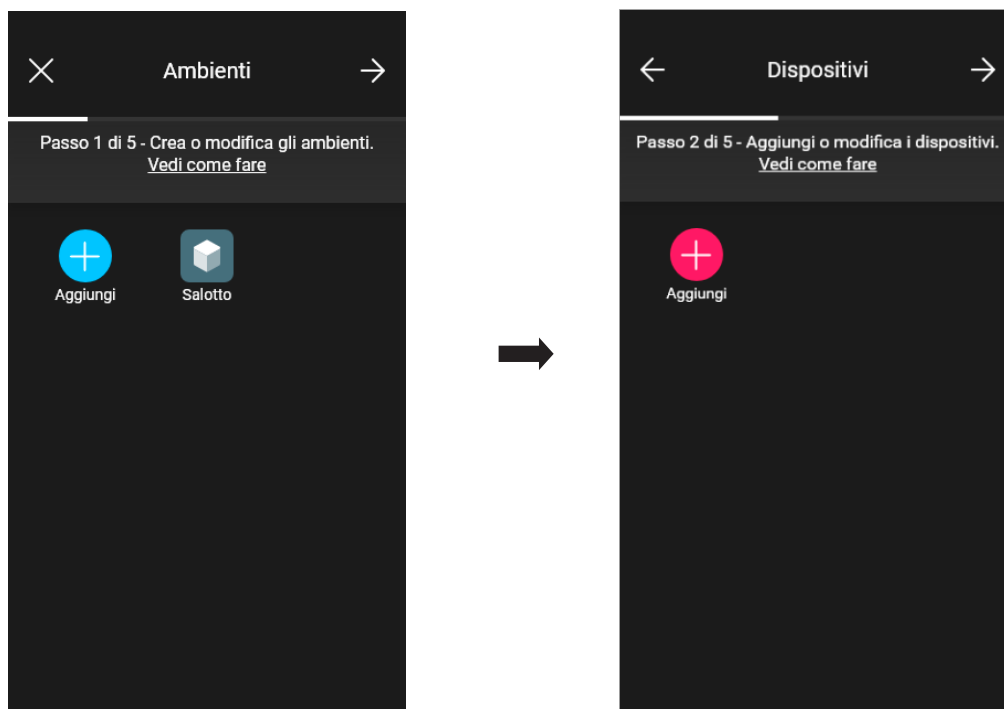 Ambienti
Passo 1 di 5 - Crea o modifica gli ambienti.
Vedi come fare
Aggiungi
Salotto
Dispositivi
Passo 2 di 5 - Aggiungi o modifica i dispositivi.
Vedi come fare
Aggiungi